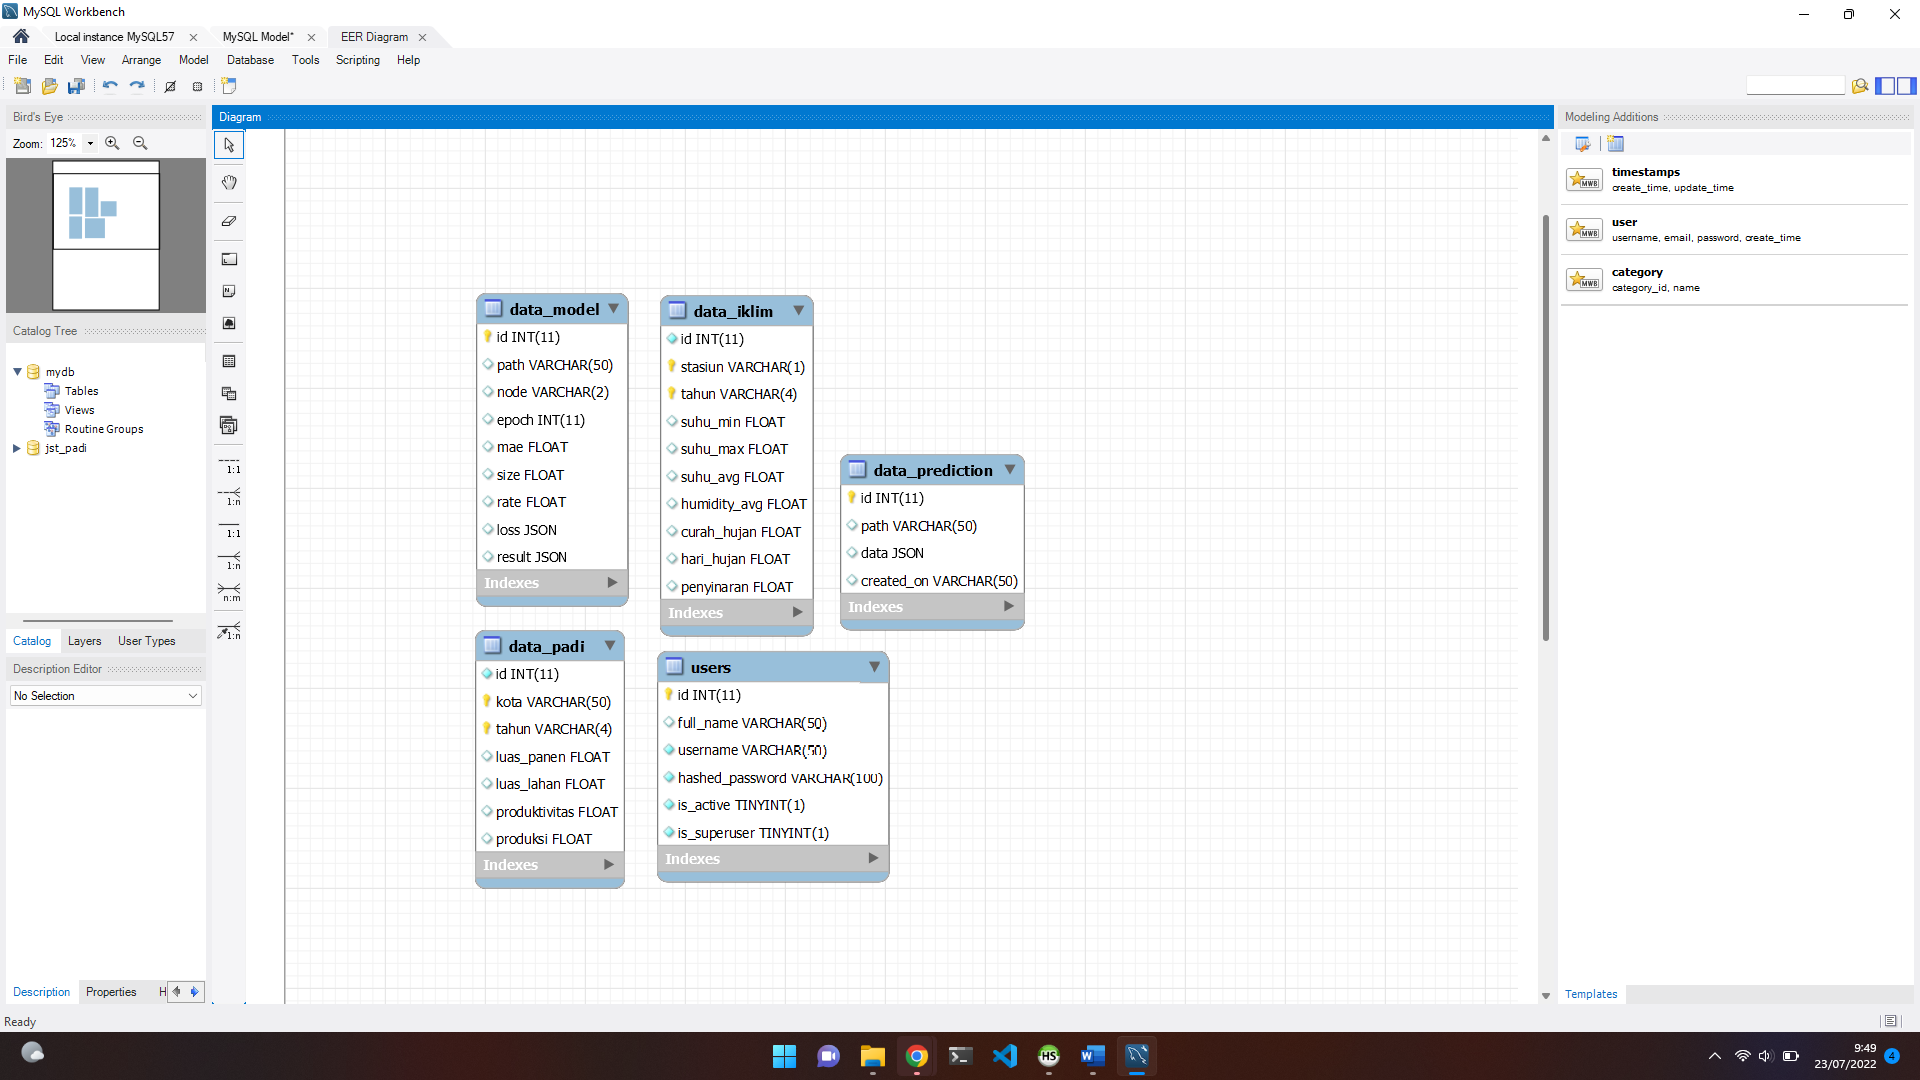 MySQL Workbench
Local instance MySQL57
MySQL Model*
EER Diagram
File Edit View Arrange Model Database Tools Scripting Help
Bird's Eye
Zoom: 125%
Catalog Tree
mydb
Tables
Views
Routine Groups
jst_padi
Catalog Layers User Types
Description Editor
No Selection
Description Properties H
Ready
Diagram
1:1
1:n
1:1
1:n
n:m
1:n
data_model
id INT(11)
path VARCHAR(50)
node VARCHAR(2)
epoch INT(11)
mae FLOAT
size FLOAT
rate FLOAT
loss JSON
result JSON
Indexes
data_iklim
id INT(11)
stasiun VARCHAR(1)
tahun VARCHAR(4)
suhu_min FLOAT
suhu_max FLOAT
suhu_avg FLOAT
humidity_avg FLOAT
curah_hujan FLOAT
hari_hujan FLOAT
penyinaran FLOAT
Indexes
data_prediction
id INT(11)
path VARCHAR(50)
data JSON
created_on VARCHAR(50)
Indexes
data_padi
id INT(11)
kota VARCHAR(50)
tahun VARCHAR(4)
luas_panen FLOAT
luas_lahan FLOAT
produktivitas FLOAT
produksi FLOAT
Indexes
users
id INT(11)
full_name VARCHAR(50)
username VARCHAR(50)
hashed_password VARCHAR(100)
is_active TINYINT(1)
is_superuser TINYINT(1)
Indexes
Modeling Additions
MWB
timestamps
create_time, update_time
MWB
user
username, email, password, create_time
MWB
category
category_id, name
Templates
HS
W
9:49
23/07/2022
4